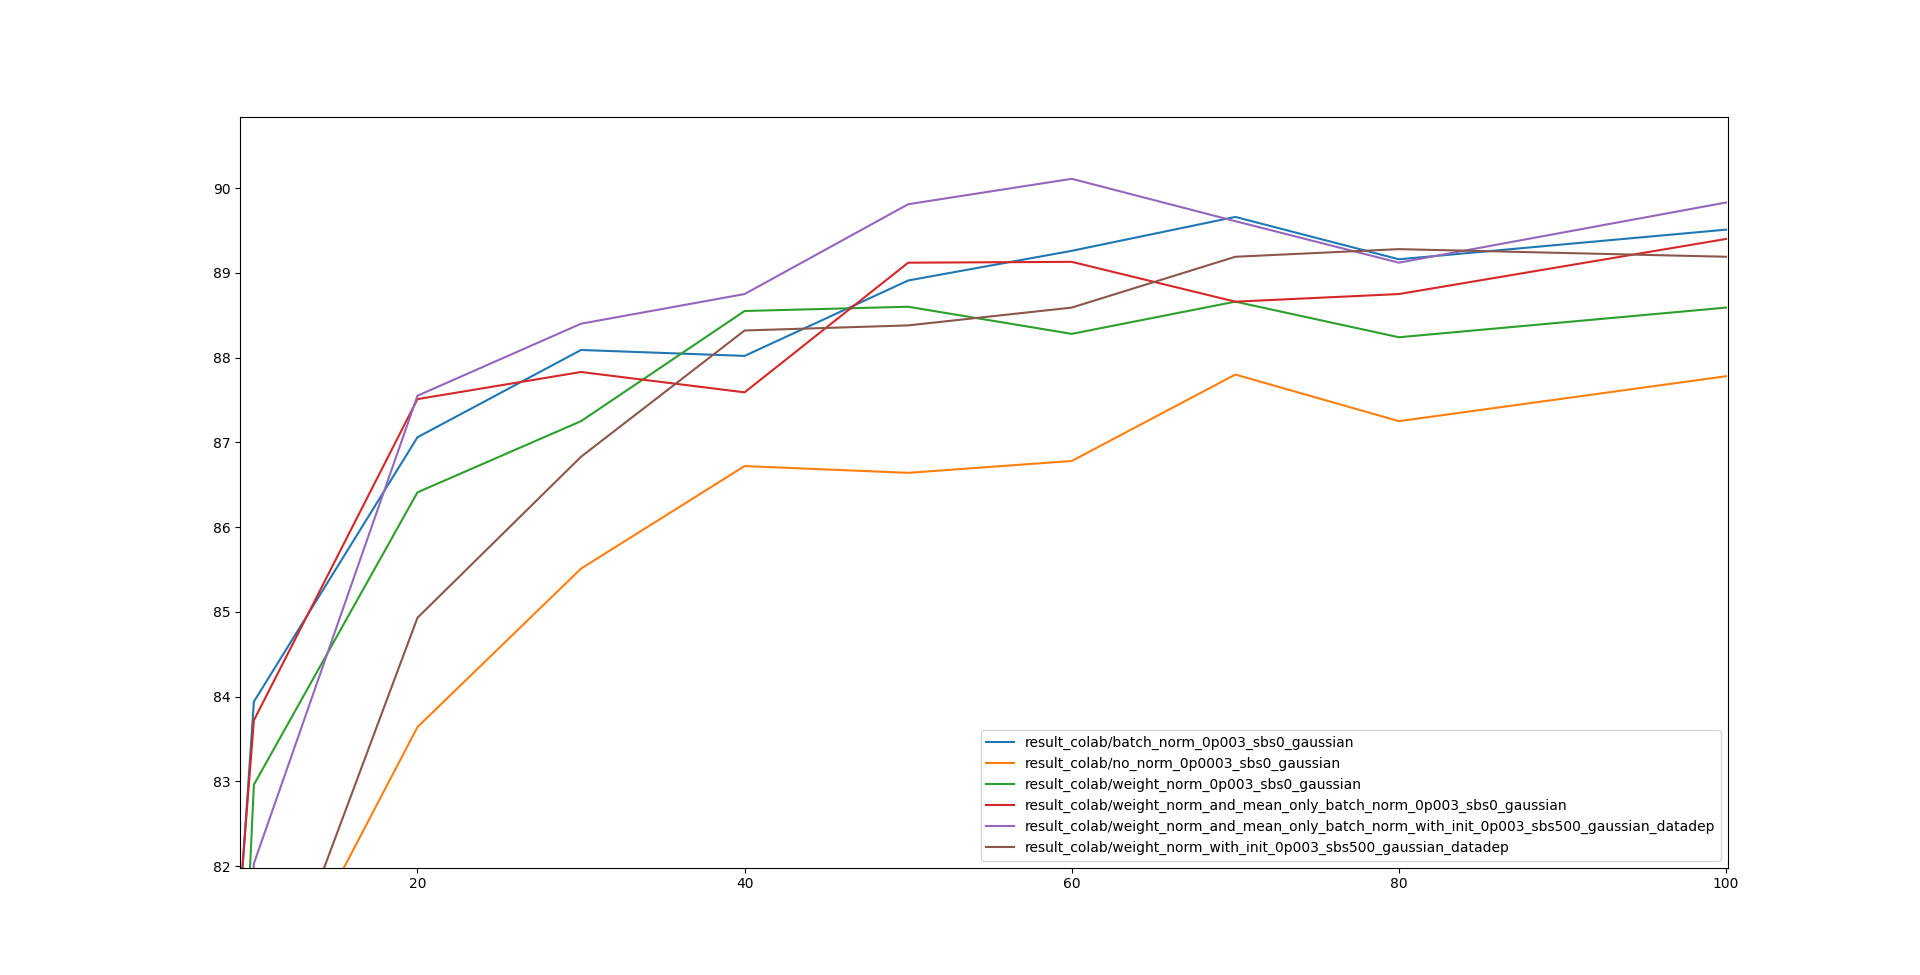 90
89
88
87
86
85
84
83
82
20 40 60 80 100
result_colab/batch_norm_0p003_sbs0_gaussian
result_colab/no_norm_0p0003_sbs0_gaussian
result_colab/weight_norm_0p003_sbs0_gaussian
result_colab/weight_norm_and_mean_only_batch_norm_0p003_sbs0_gaussian
result_colab/weight_norm_and_mean_only_batch_norm_with_init_0p003_sbs500_gaussian_datadep
result_colab/weight_norm_with_init_0p003_sbs500_gaussian_datadep